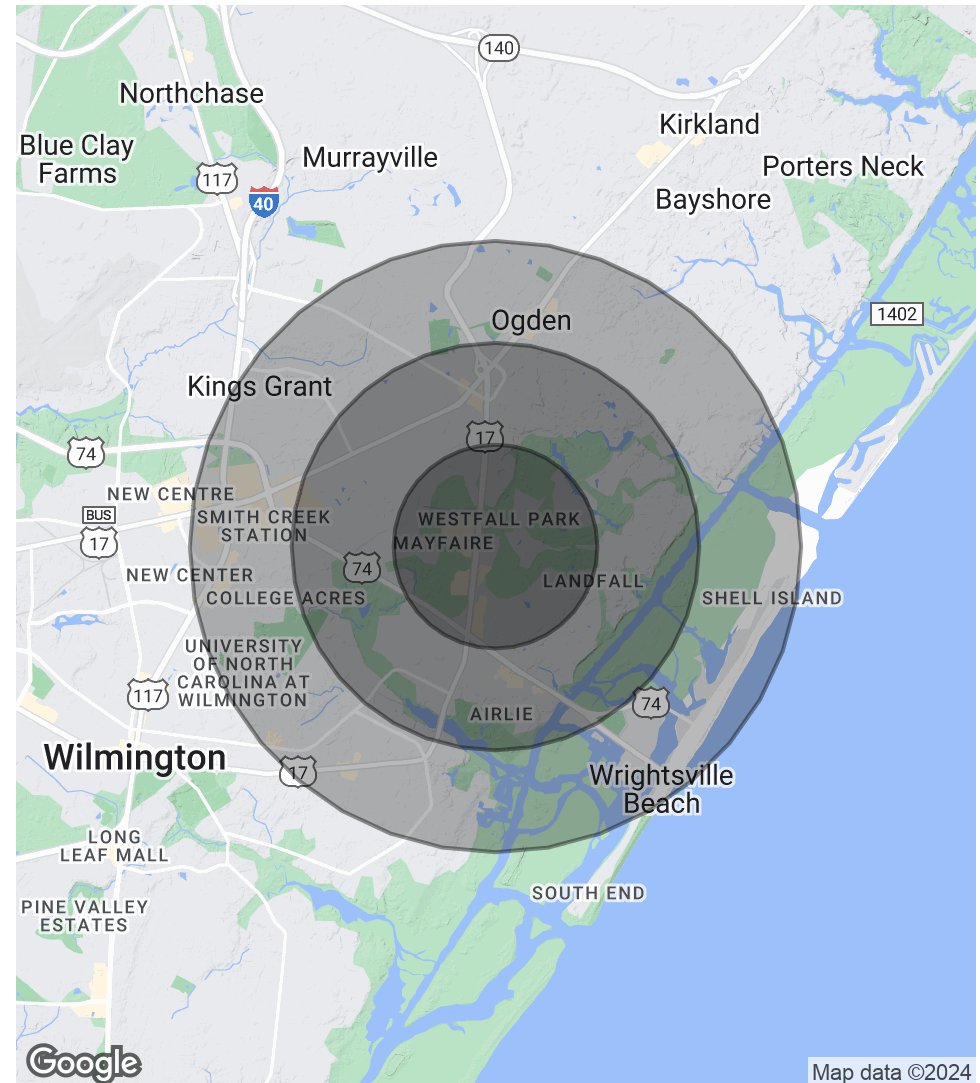 140
Northchase
Kirkland
Blue Clay
Farms
Murrayville
Porters Neck
117
Bayshore
40
1402
Ogden
Kings Grant
17
74
NEW CENTRE
BUS
17
SMITH CREEK
STATION
WESTFALL PARK
MAYFAIRE
74
NEW CENTER
LANDFALL
COLLEGE ACRES
SHELL ISLAND
UNIVERSITY
OF NORTH
CAROLINA AT
WILMINGTON
117
74
AIRLIE
Wilmington
17
Wrightsville
Beach
LONG
LEAF MALL
SOUTH END
PINE VALLEY
ESTATES
Google
Map data ©2024